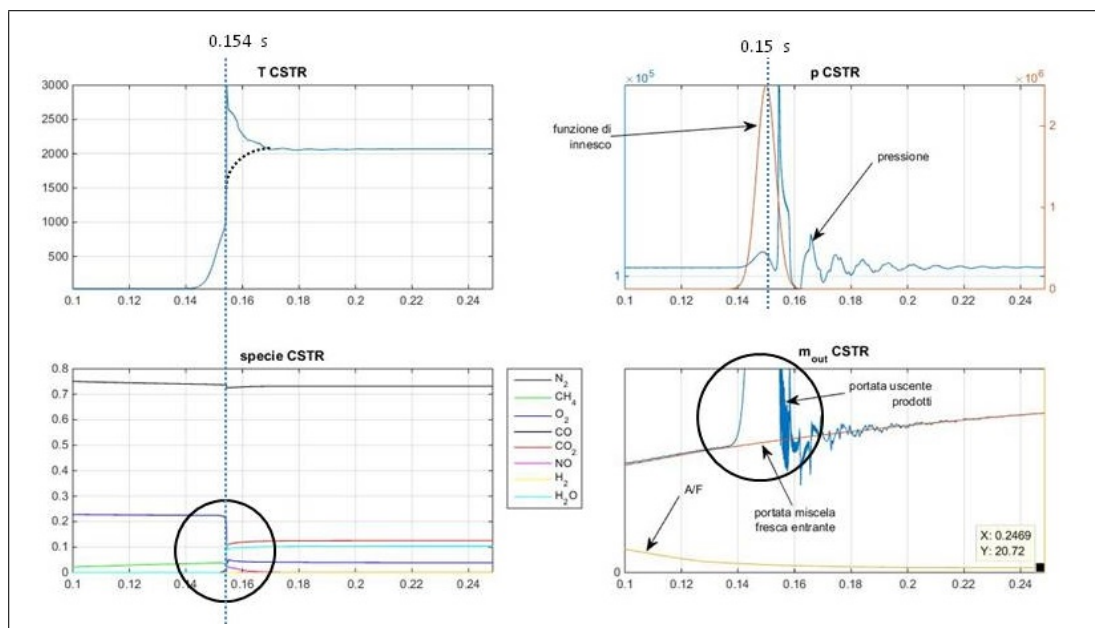 0.154 s
T CSTR
3000
2500
2000
1500
1000
500
0.1 0.12 0.14 0.16 0.18 0.2 0.22 0.24
0.15 s
p CSTR
×10⁵ ×10⁶
funzione di
innesco
pressione
1
2
1
0
0.1 0.12 0.14 0.16 0.18 0.2 0.22 0.24
specie CSTR
0.8
0.7
0.6
0.5
0.4
0.3
0.2
0.1
0
0.1 0.12 0.14 0.16 0.18 0.2 0.22 0.24
N₂
CH₄
O₂
CO
CO₂
NO
H₂
H₂O
m_out CSTR
portata uscente
prodotti
A/F
portata miscela
fresca entrante
X: 0.2469
Y: 20.72
0
0.1 0.12 0.14 0.16 0.18 0.2 0.22 0.24